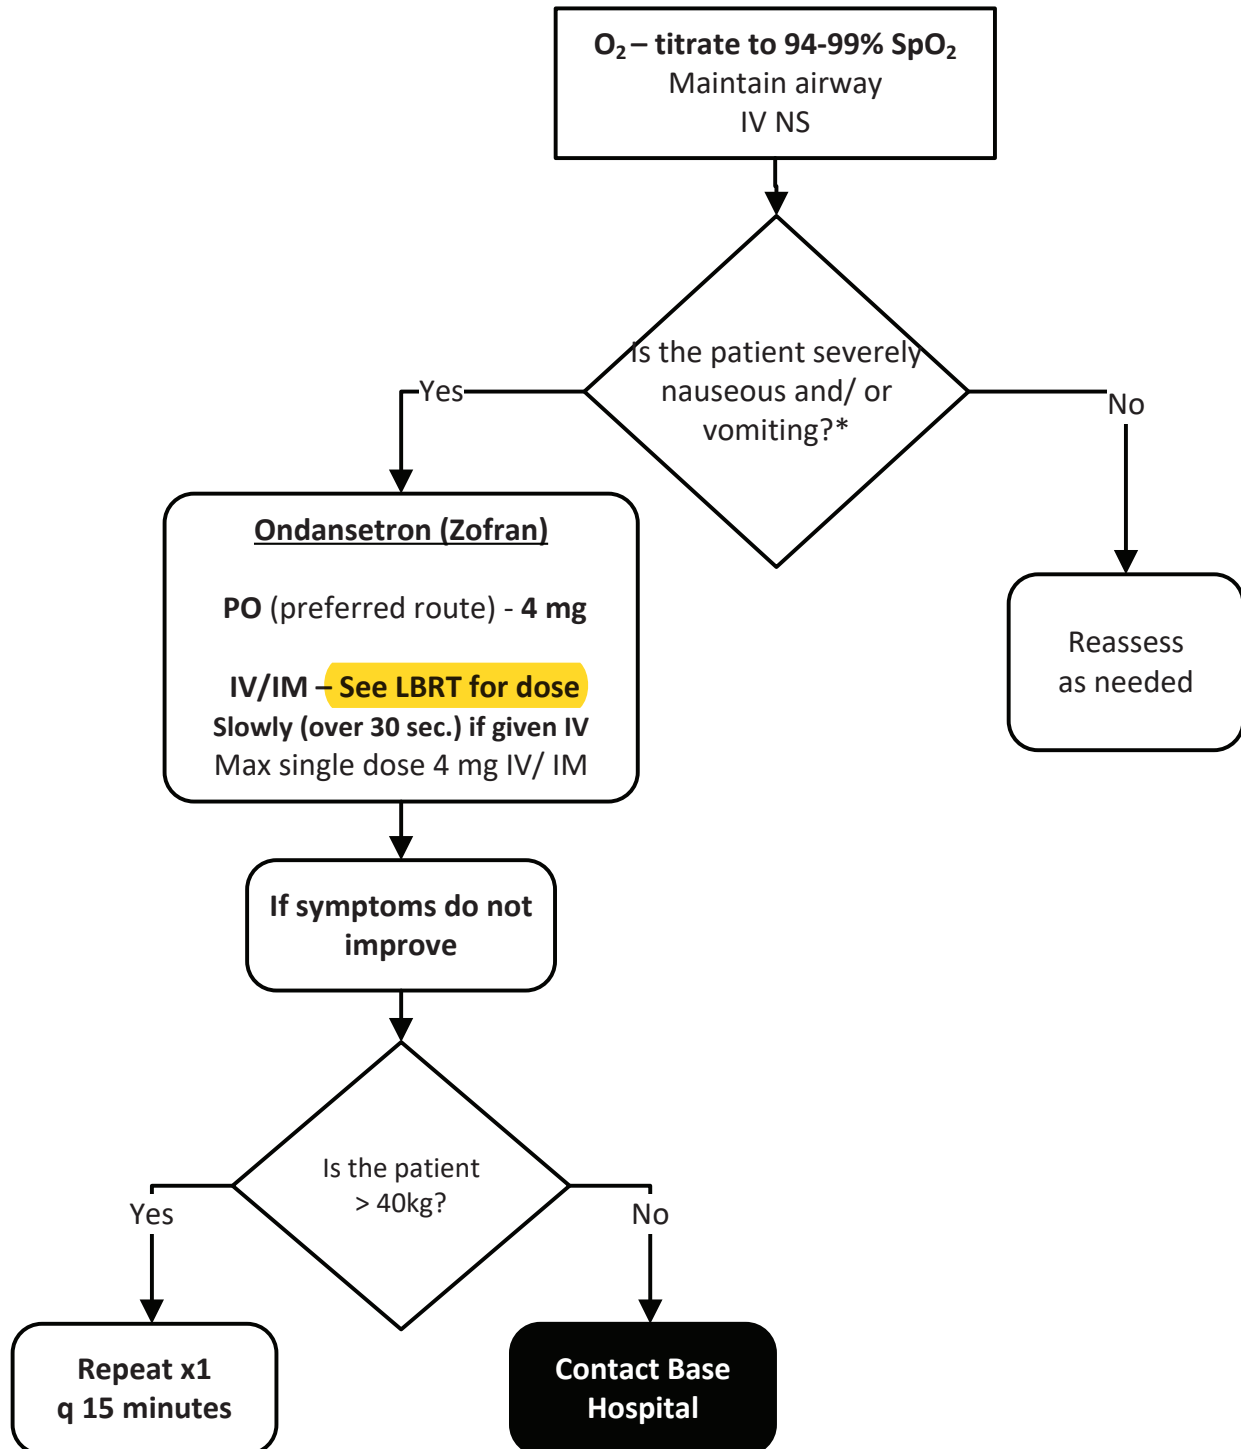 O₂ – titrate to 94-99% SpO₂
Maintain airway
IV NS
Is the patient severely
nauseous and/ or
vomiting?*
Yes
No
Ondansetron (Zofran)
PO (preferred route) - 4 mg
IV/IM – See LBRT for dose
Slowly (over 30 sec.) if given IV
Max single dose 4 mg IV/ IM
Reassess
as needed
If symptoms do not
improve
Is the patient
> 40kg?
Yes
No
Repeat x1
q 15 minutes
Contact Base
Hospital